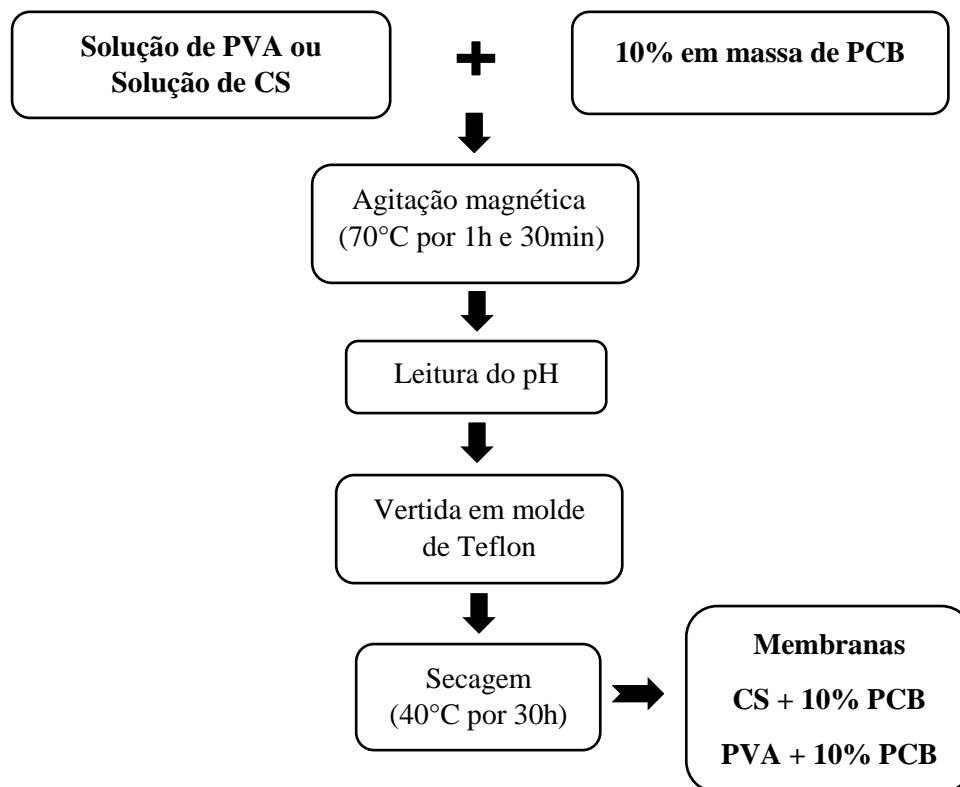 Solução de PVA ou
Solução de CS
+
10% em massa de PCB
Agitação magnética
(70°C por 1h e 30min)
Leitura do pH
Vertida em molde
de Teflon
Secagem
(40°C por 30h)
Membranas
CS + 10% PCB
PVA + 10% PCB